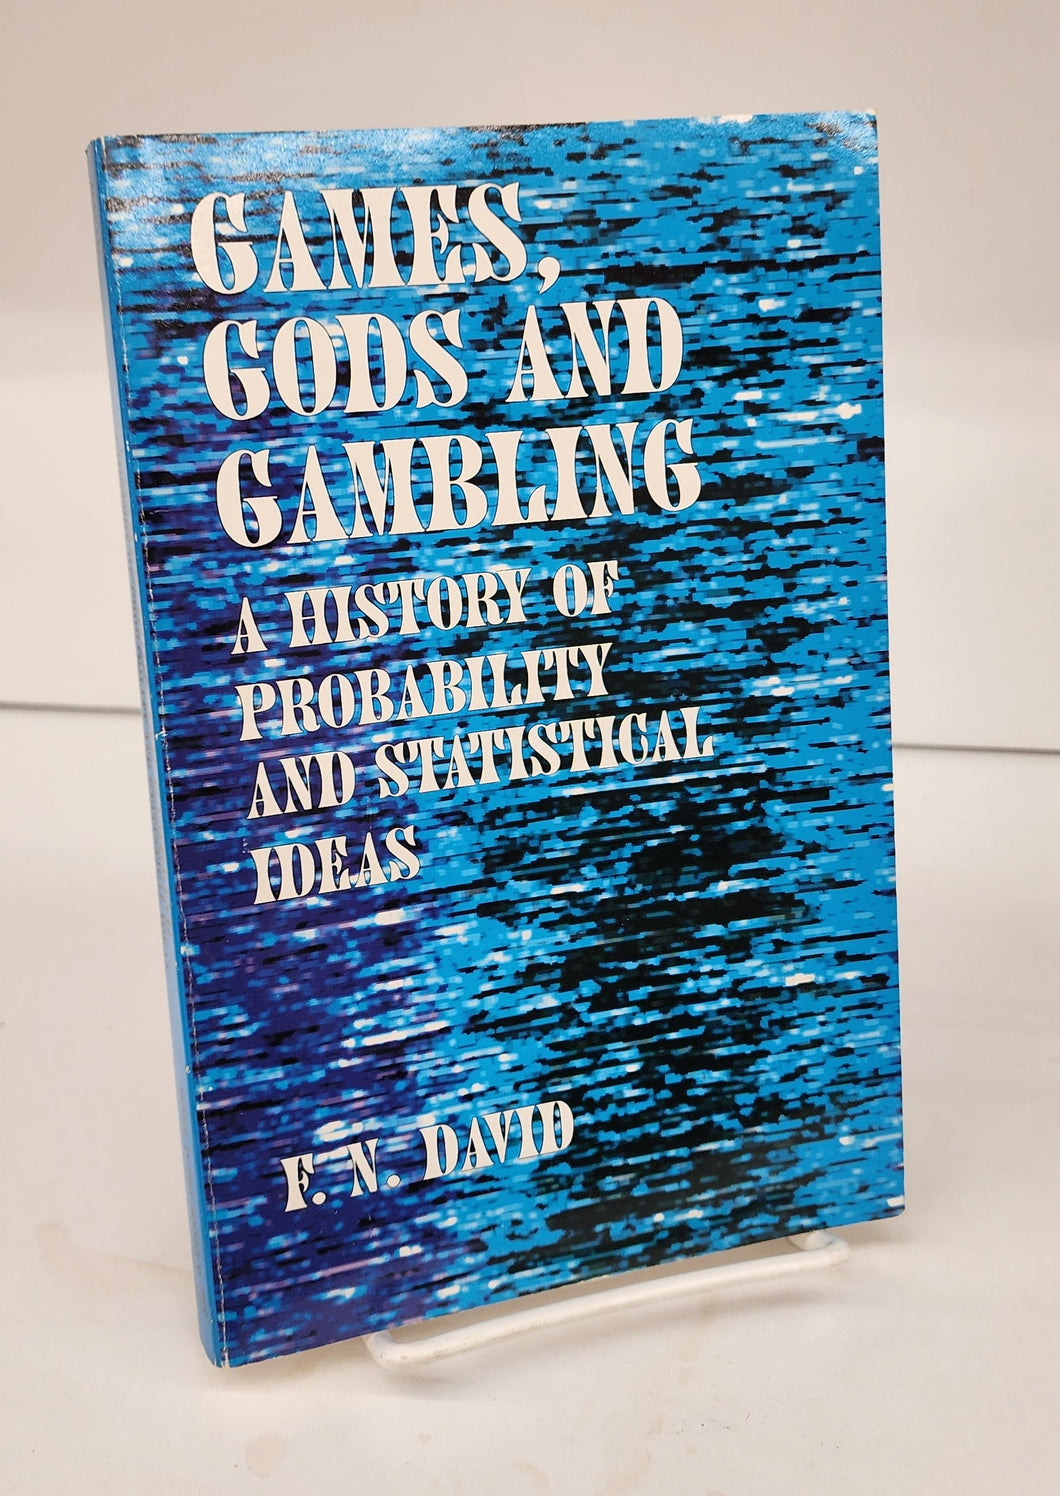 GAMES,
GODS AND
GAMBLING
A HISTORY OF
PROBABILITY
AND STATISTICAL
IDEAS
F. N. DAVID